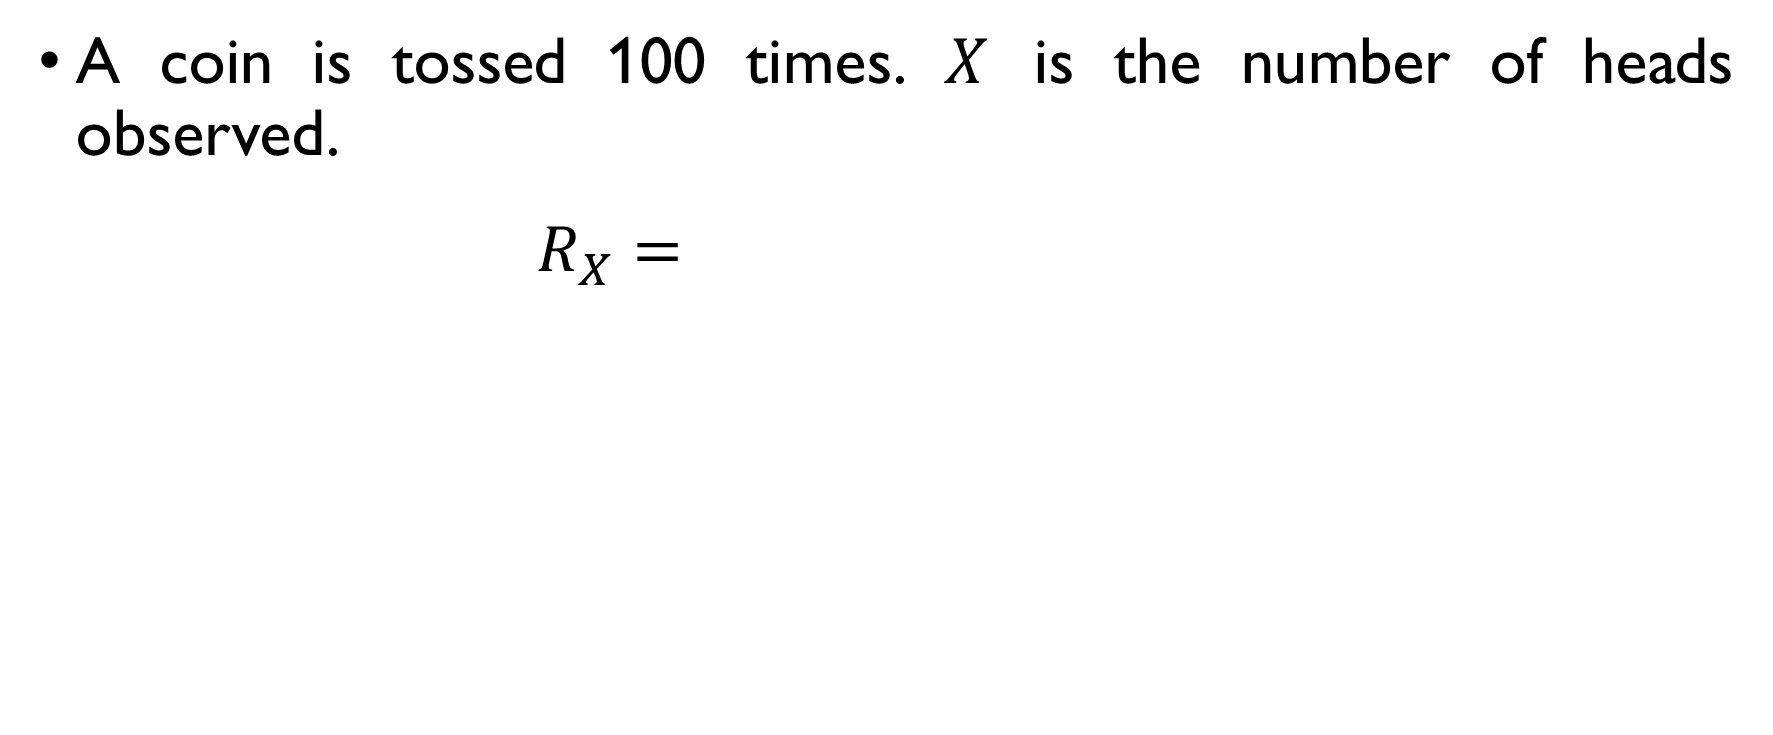 • A coin is tossed 100 times. X is the number of heads
observed.
R_X =